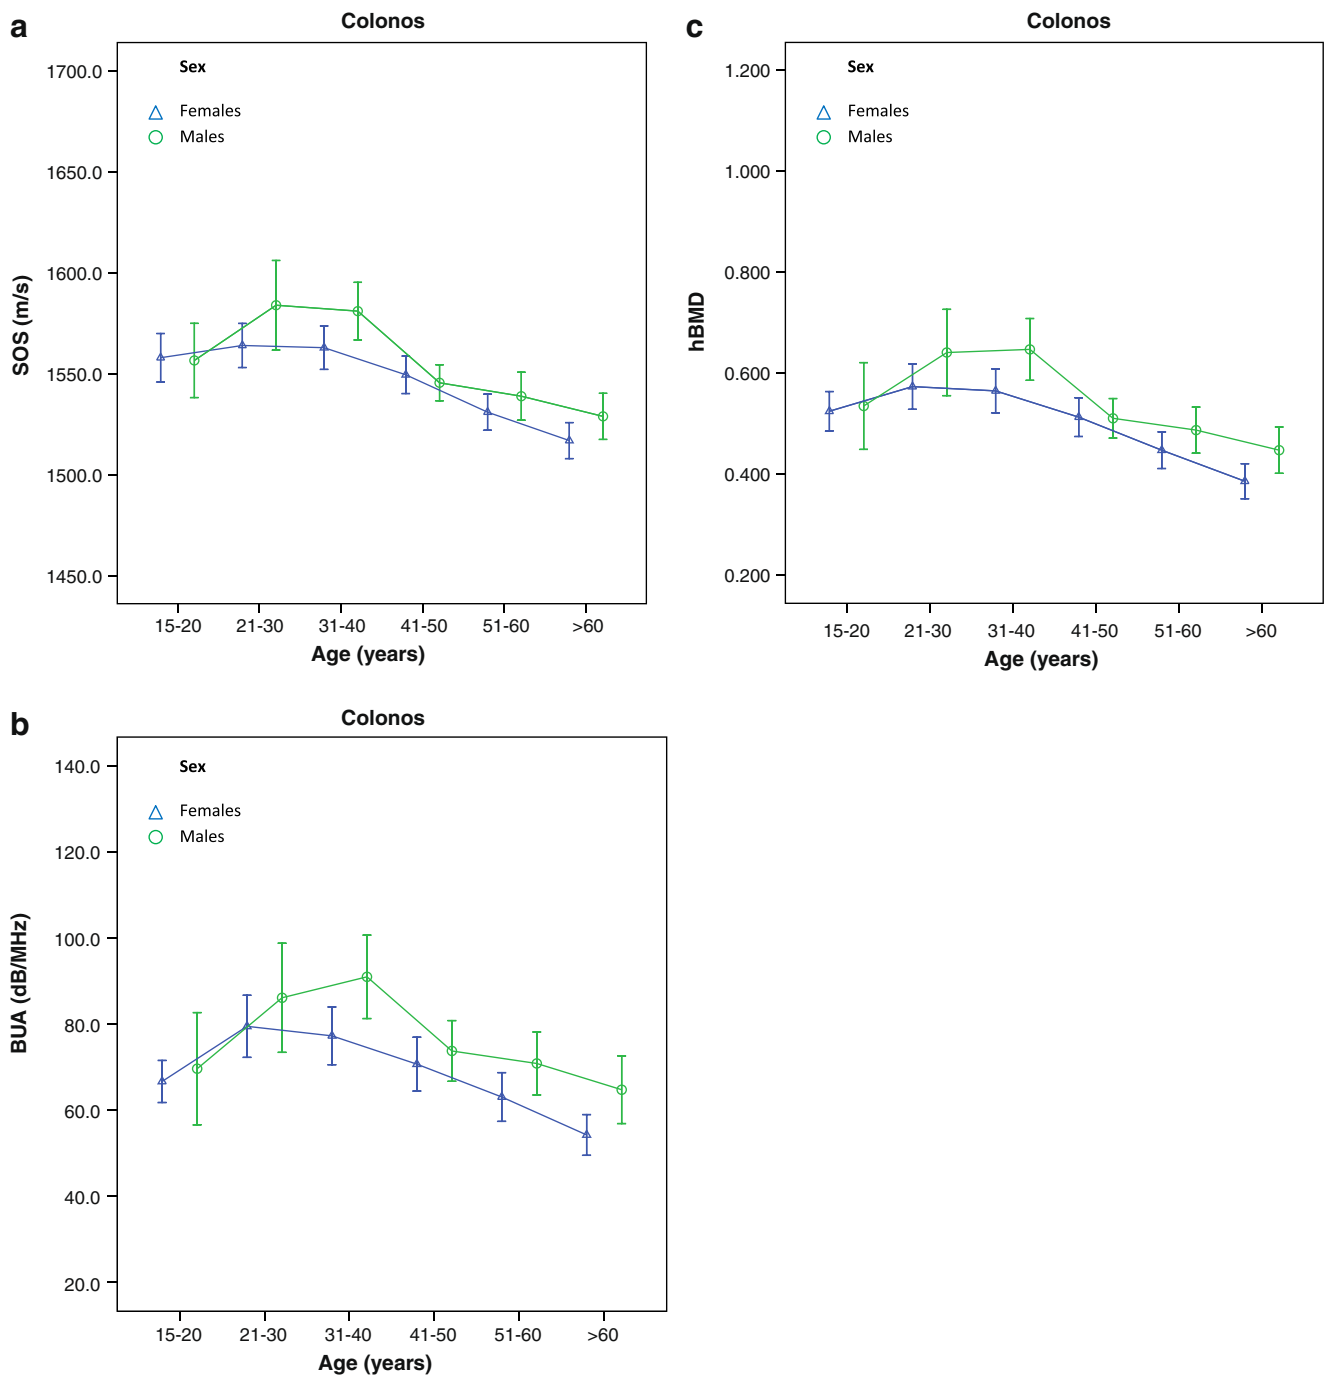 a
Colonos
1700.0
1650.0
1600.0
1550.0
1500.0
1450.0
SOS (m/s)
Sex
Females
Males
15-20 21-30 31-40 41-50 51-60 >60
Age (years)
c
Colonos
1.200
1.000
0.800
0.600
0.400
0.200
hBMD
Sex
Females
Males
15-20 21-30 31-40 41-50 51-60 >60
Age (years)
b
Colonos
140.0
120.0
100.0
80.0
60.0
40.0
20.0
BUA (dB/MHz)
Sex
Females
Males
15-20 21-30 31-40 41-50 51-60 >60
Age (years)